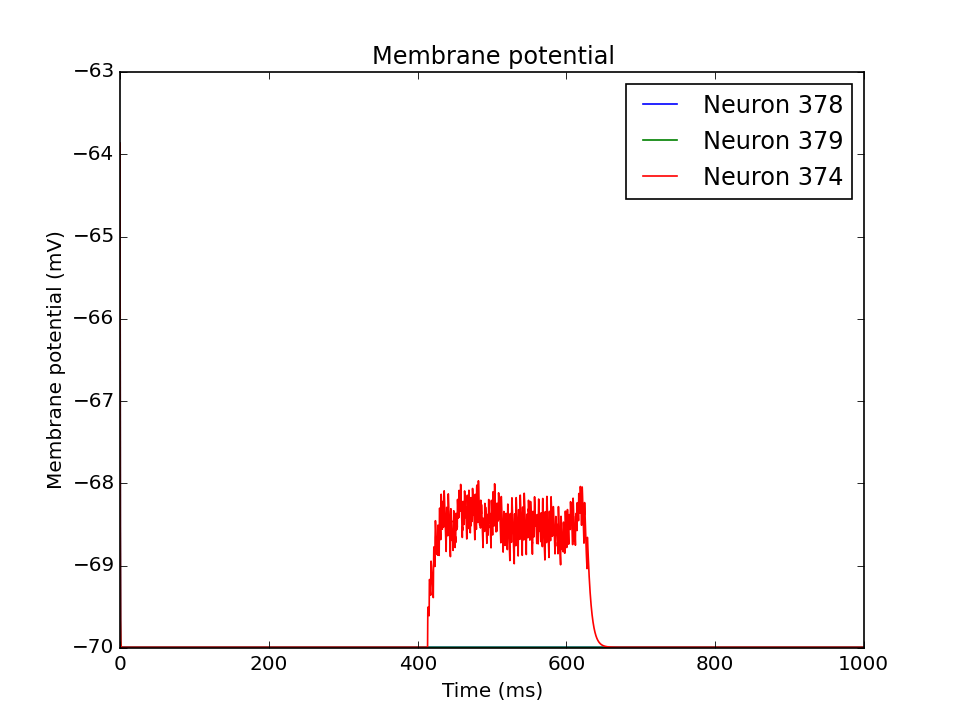 Membrane potential
Neuron 378
Neuron 379
Neuron 374
−63
−64
−65
−66
−67
−68
−69
−70
Membrane potential (mV)
0 200 400 600 800 1000
Time (ms)